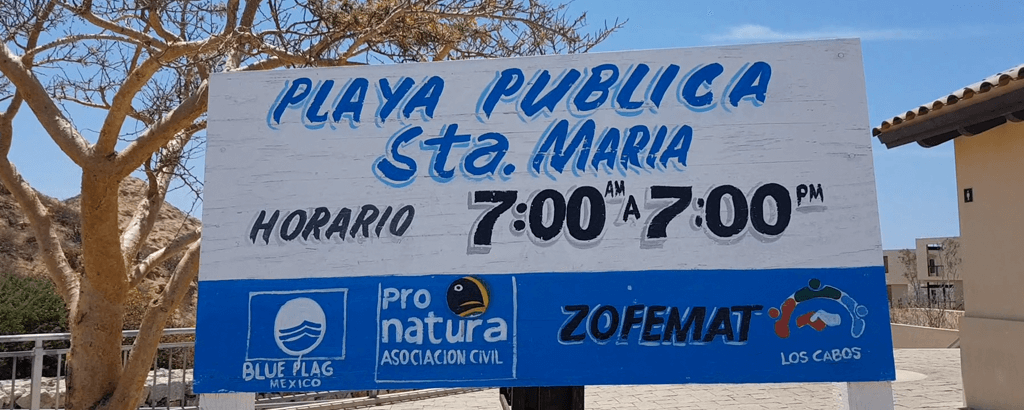 PLAYA PUBLICA
Sta. MARIA
HORARIO 7:00 AM A 7:00 PM
BLUE FLAG
MEXICO
PRO
natura
ASOCIACION CIVIL
ZOFEMAT
LOS CABOS